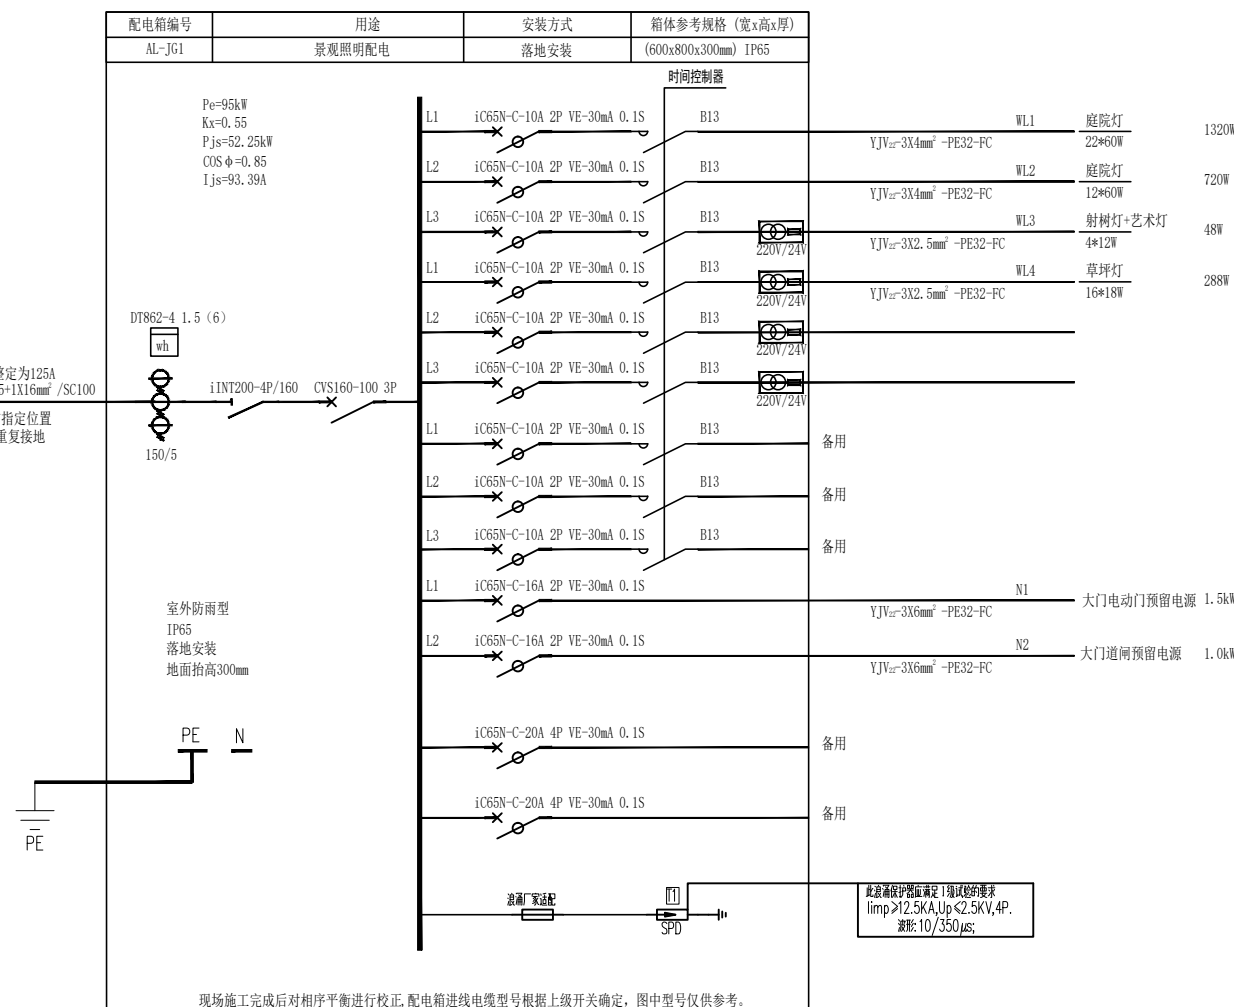 配电箱编号 用途 安装方式 箱体参考规格 (宽x高x厚)
AL-JG1 景观照明配电 落地安装 (600x800x300mm) IP65
时间控制器
Pe=95kW
Kx=0.55
Pjs=52.25kW
COSφ=0.85
Ijs=93.39A
L1 iC65N-C-10A 2P VE-30mA 0.1S B13 WL1 庭院灯 1320W
YJV22-3X4mm² -PE32-FC 22*60W
L2 iC65N-C-10A 2P VE-30mA 0.1S B13 WL2 庭院灯 720W
YJV22-3X4mm² -PE32-FC 12*60W
L3 iC65N-C-10A 2P VE-30mA 0.1S B13 WL3 射树灯+艺术灯 48W
220V/24V YJV22-3X2.5mm² -PE32-FC 4*12W
L1 iC65N-C-10A 2P VE-30mA 0.1S B13 WL4 草坪灯 288W
220V/24V YJV22-3X2.5mm² -PE32-FC 16*18W
L2 iC65N-C-10A 2P VE-30mA 0.1S B13
220V/24V
L3 iC65N-C-10A 2P VE-30mA 0.1S B13
220V/24V
DT862-4 1.5（6）
wh
整定为125A
5+1X16mm² /SC100
指定位置
重复接地
150/5
iINT200-4P/160 CVS160-100 3P
L1 iC65N-C-10A 2P VE-30mA 0.1S B13 备用
L2 iC65N-C-10A 2P VE-30mA 0.1S B13 备用
L3 iC65N-C-10A 2P VE-30mA 0.1S B13 备用
L1 iC65N-C-16A 2P VE-30mA 0.1S N1 大门电动门预留电源 1.5kW
YJV22-3X6mm² -PE32-FC
L2 iC65N-C-16A 2P VE-30mA 0.1S N2 大门道闸预留电源 1.0kW
YJV22-3X6mm² -PE32-FC
室外防雨型
IP65
落地安装
地面抬高300mm
PE N
PE
iC65N-C-20A 4P VE-30mA 0.1S 备用
iC65N-C-20A 4P VE-30mA 0.1S 备用
浪涌厂家适配
T1
SPD
此浪涌保护器应满足I级试验的要求
Iimp≥12.5KA,Up≤2.5KV,4P.
波形:10/350μs;
现场施工完成后对相序平衡进行校正,配电箱进线电缆型号根据上级开关确定，图中型号仅供参考。